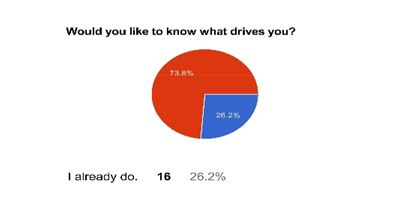 Would you like to know what drives you?
73.8%
26.2%
I already do. 16 26.2%